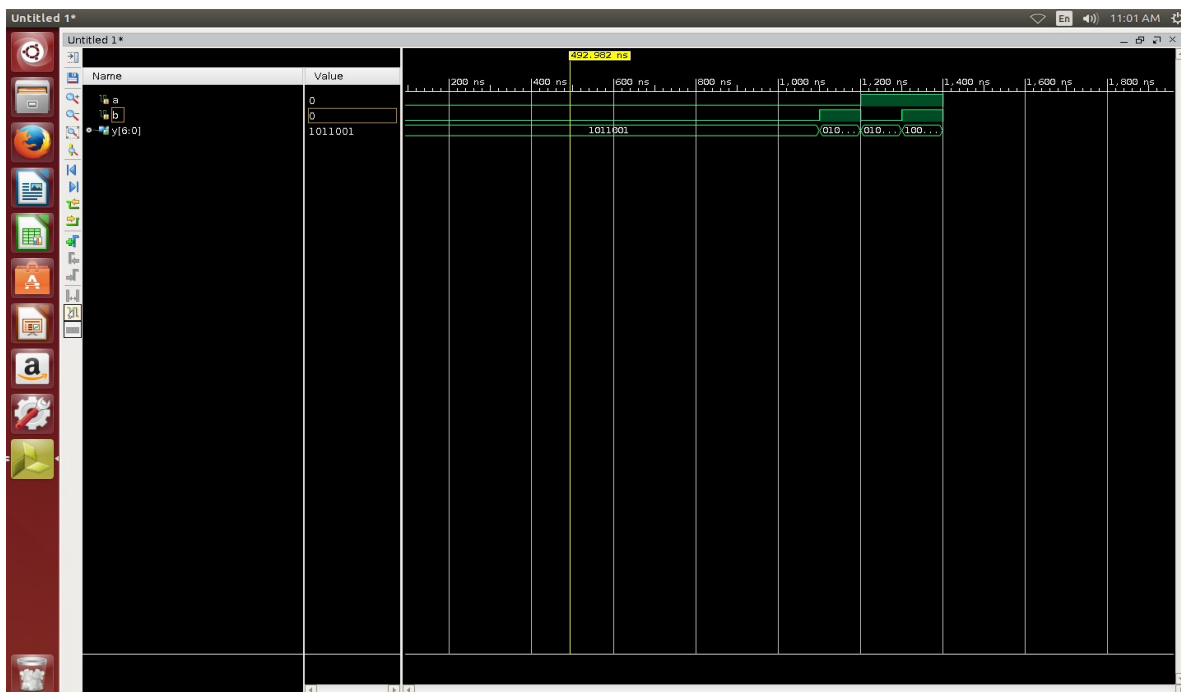 Untitled 1*
En 11:01 AM
Untitled 1*
492.982 ns
Name Value
200 ns 400 ns 600 ns 800 ns 1,000 ns 1,200 ns 1,400 ns 1,600 ns 1,800 ns
a 0
b 0
y[6:0] 1011001 1011001 010... 010... 100...
a